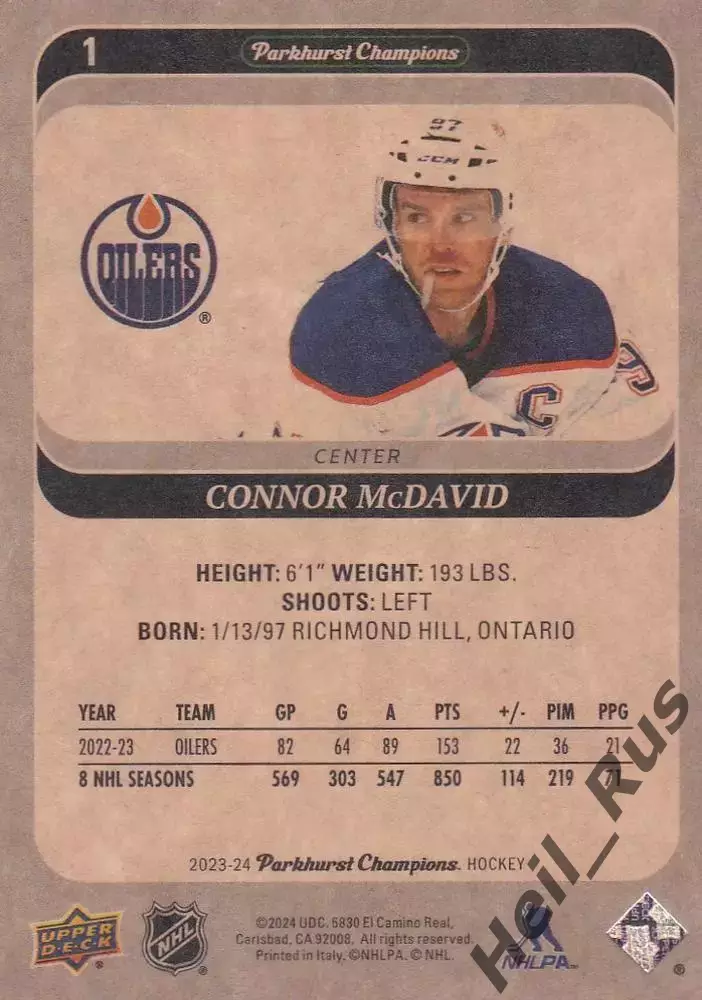 1
Parkhurst Champions
97
CCM
OILERS
®
C
CENTER
CONNOR McDAVID
HEIGHT: 6'1" WEIGHT: 193 LBS.
SHOOTS: LEFT
BORN: 1/13/97 RICHMOND HILL, ONTARIO
YEAR TEAM GP G A PTS +/- PIM PPG
2022-23 OILERS 82 64 89 153 22 36 21
8 NHL SEASONS 569 303 547 850 114 219 71
2023-24 Parkhurst Champions. HOCKEY
UPPER DECK ®
NHL ®
©2024 UDC. 5830 El Camino Real,
Carlsbad, CA 92008. All rights reserved.
Printed in Italy. ©NHLPA. © NHL.
NHLPA
®
Heil_Rus